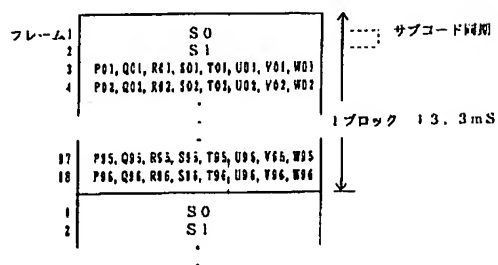 フレーム1 S0 サブコード同期
2 S1
3 P01, Q01, R01, S01, T01, U01, V01, W01
4 P02, Q02, R02, S02, T02, U02, V02, W02
1ブロック 13.3mS
97 P95, Q95, R95, S95, T95, U95, V95, W95
98 P96, Q96, R96, S96, T96, U96, V96, W96
1 S0
2 S1